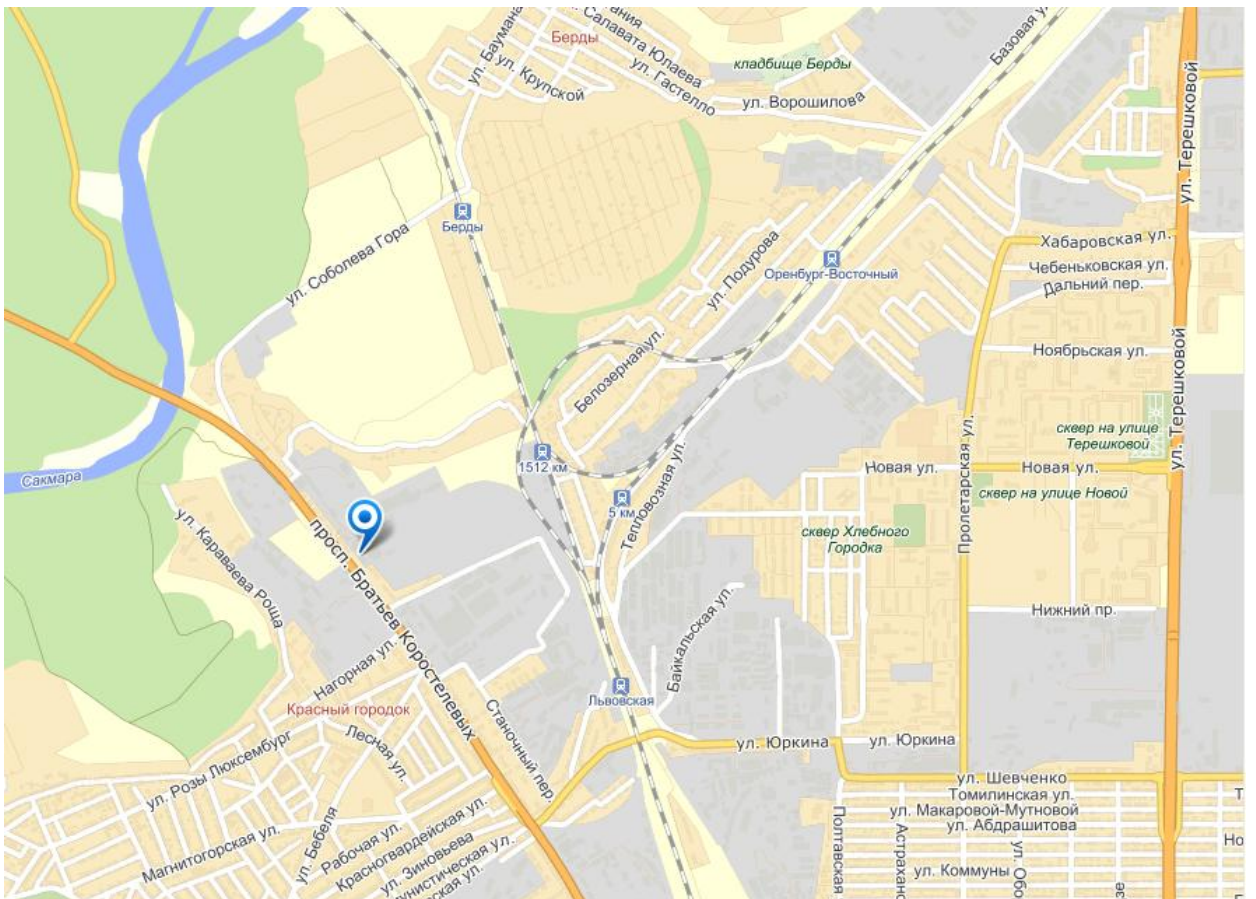 ул. Баумана
Берды
ул. Салавата Юлаева
ул. Гастелло
ул. Крупской
кладбище Берды
ул. Ворошилова
Базовая ул.
ул. Терешковой
Берды
ул. Соболева Гора
ул. Подурова
Оренбург-Восточный
Хабаровская ул.
Чебеньковская ул.
Дальний пер.
Ноябрьская ул.
ул. Терешковой
Белозерная ул.
сквер на улице
Терешковой
Сакмара
1512 км
5 км
Тепловозная ул.
Новая ул.
Новая ул.
сквер на улице Новой
Пролетарская ул.
сквер Хлебного
Городка
ул. Караваева Роща
просп. Братьев Коростелевых
Нижний пр.
Байкальская ул.
Нагорная ул.
Львовская
Красный городок
Станочный пер.
Лесная ул.
ул. Розы Люксембург
ул. Юркина
ул. Юркина
ул. Шевченко
Томилинская ул.
ул. Макаровой-Мутновой
ул. Абдрашитова
ул. Бебеля
Магнитогорская ул.
Рабочая ул.
Красногвардейская ул.
ул. Зиновьева
Полтавская
ул. Коммуны